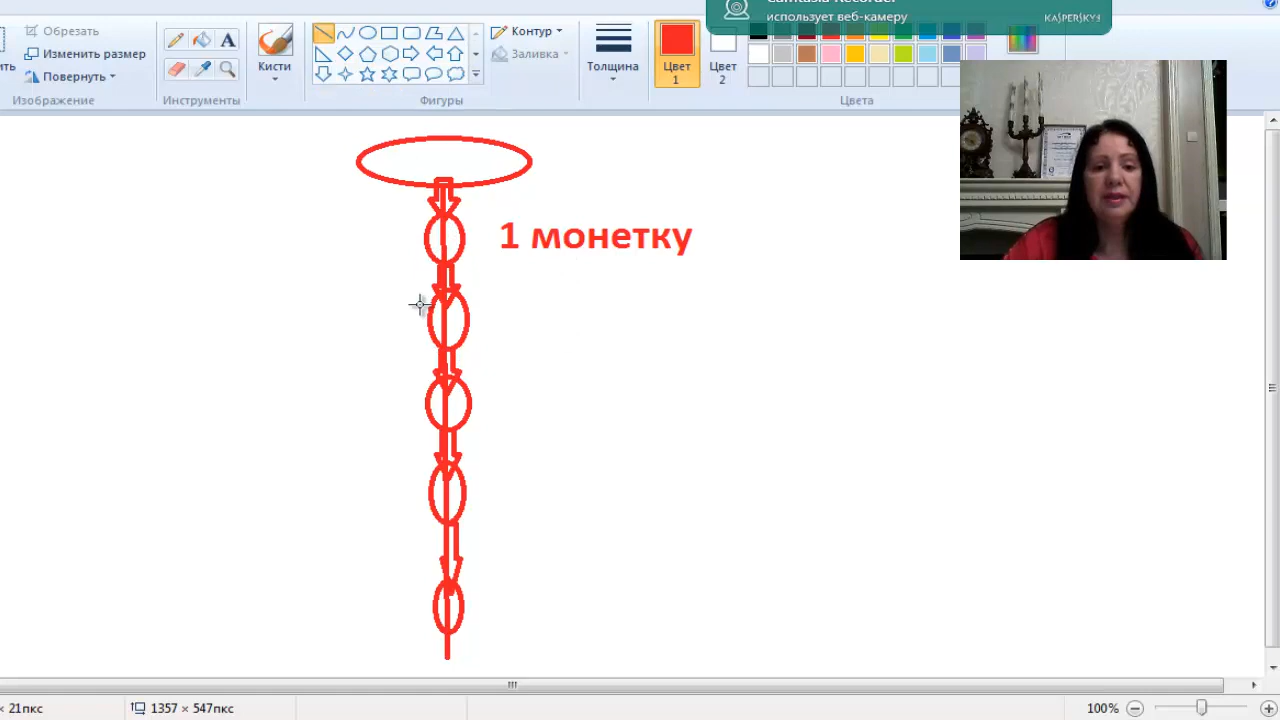 использует веб-камеру
KASPERSKY
Обрезать
Изменить размер
Повернуть
Изображение
Инструменты
A
Кисти
Контур
Заливка
Фигуры
Толщина
Цвет 1
Цвет 2
Цвета
1 монетку
21пкс
1357 × 547пкс
100%